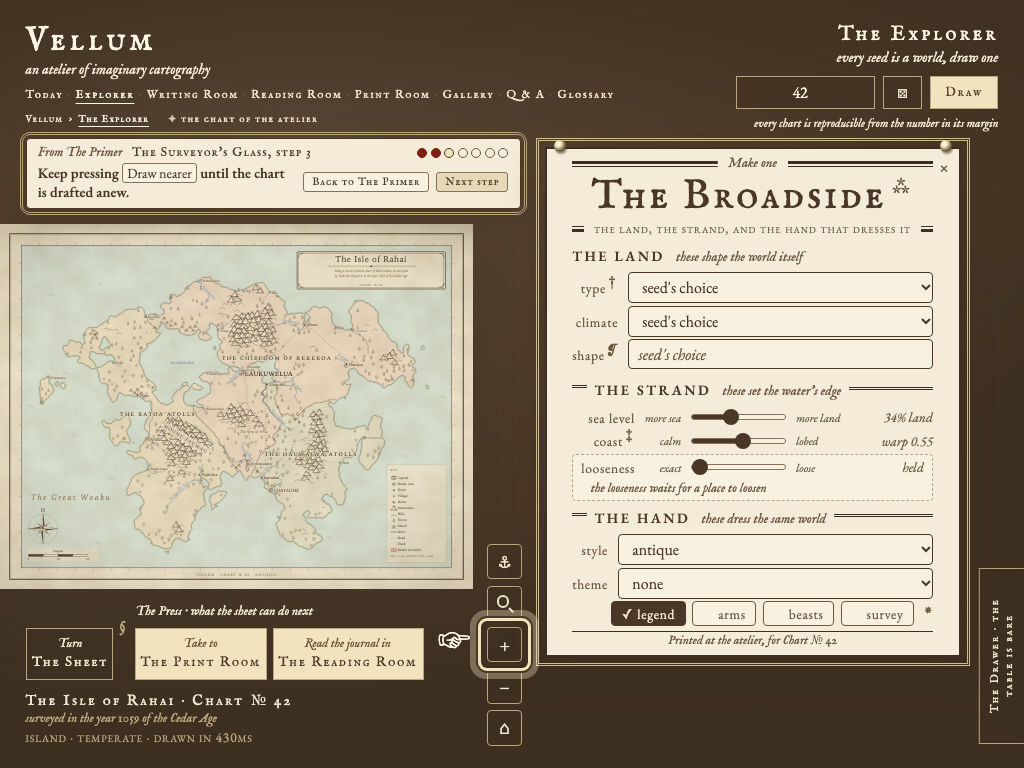 Vellum
an atelier of imaginary cartography
Today · Explorer · Writing Room · Reading Room · Print Room · Gallery · Q & A · Glossary
Vellum › The Explorer ✦ the chart of the atelier
The Explorer
every seed is a world, draw one
42 Draw
every chart is reproducible from the number in its margin
From The Primer The Surveyor's Glass, step 3
Keep pressing Draw nearer until the chart
is drafted anew.
Back to The Primer Next step
The Isle of Rahai
THE CHIEFDOM OF REKEKOA
LAUKUWELUA
THE RATOA ATOLLS
The Great Woaku
N
VELLUM · CHART № 42 · ANTIQUE
The Press · what the sheet can do next
Turn
The Sheet
§
Take to
The Print Room
Read the journal in
The Reading Room
The Isle of Rahai · Chart № 42
surveyed in the year 1059 of the Cedar Age
ISLAND · TEMPERATE · DRAWN IN 430MS
+
−
Make one
×
The Broadside ⁂
THE LAND, THE STRAND, AND THE HAND THAT DRESSES IT
THE LAND these shape the world itself
type † seed's choice
climate seed's choice
shape ¶ seed's choice
THE STRAND these set the water's edge
sea level more sea more land 34% land
coast ‡ calm lobed warp 0.55
looseness exact loose held
the looseness waits for a place to loosen
THE HAND these dress the same world
style antique
theme none
✓ legend arms beasts survey *
Printed at the atelier, for Chart № 42
The Drawer · the
table is bare